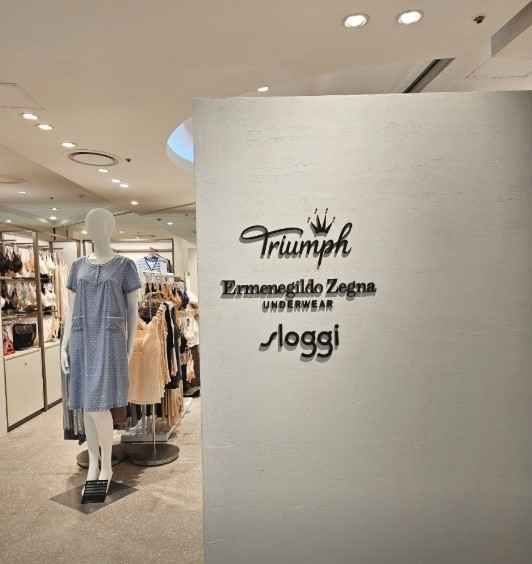 Triumph
Ermenegildo Zegna
UNDERWEAR
sloggi